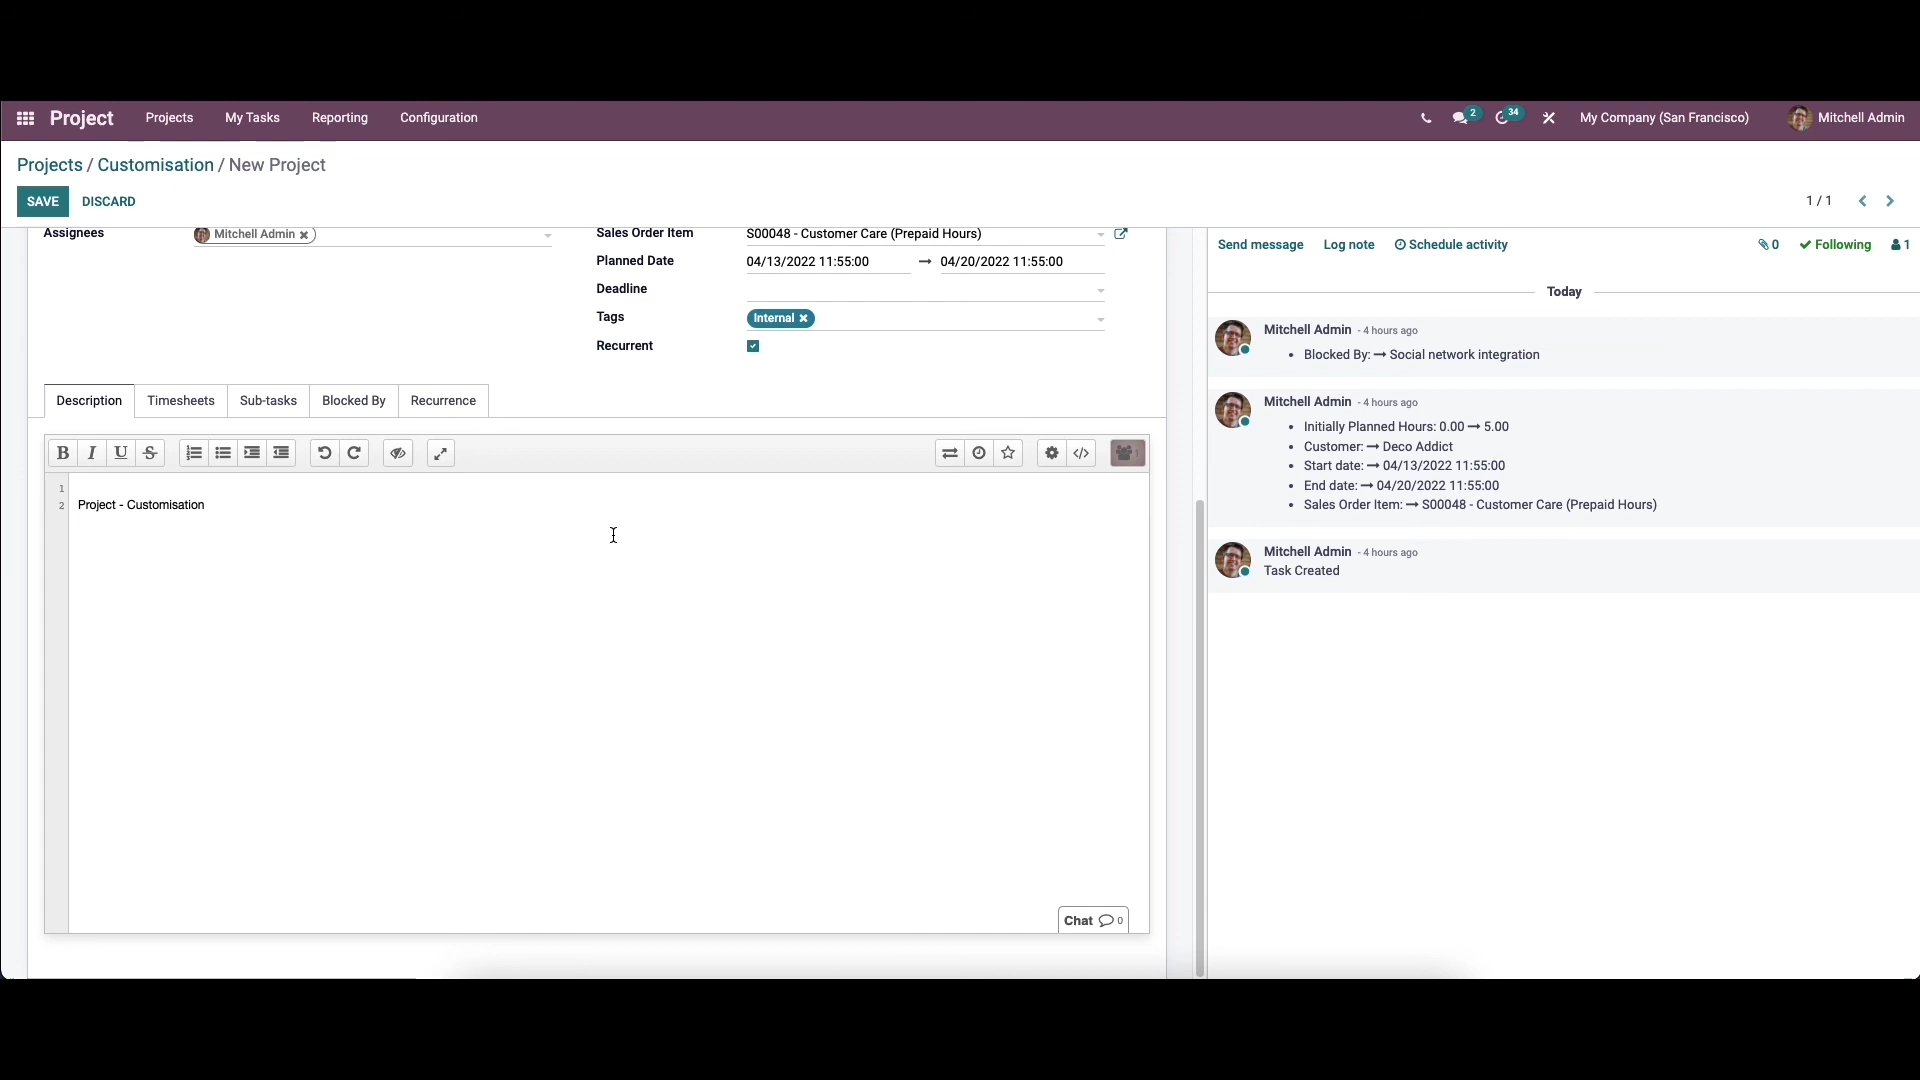 Project Projects My Tasks Reporting Configuration 2 34 My Company (San Francisco) Mitchell Admin
Projects / Customisation / New Project
SAVE DISCARD 1 / 1
Assignees Mitchell Admin
Sales Order Item S00048 - Customer Care (Prepaid Hours)
Planned Date 04/13/2022 11:55:00 → 04/20/2022 11:55:00
Deadline
Tags Internal
Recurrent
Description Timesheets Sub-tasks Blocked By Recurrence
B I U S </> 1
1
2 Project - Customisation
Chat 0
Send message Log note Schedule activity 0 Following 1
Today
Mitchell Admin - 4 hours ago
• Blocked By: → Social network integration
Mitchell Admin - 4 hours ago
• Initially Planned Hours: 0.00 → 5.00
• Customer: → Deco Addict
• Start date: → 04/13/2022 11:55:00
• End date: → 04/20/2022 11:55:00
• Sales Order Item: → S00048 - Customer Care (Prepaid Hours)
Mitchell Admin - 4 hours ago
Task Created